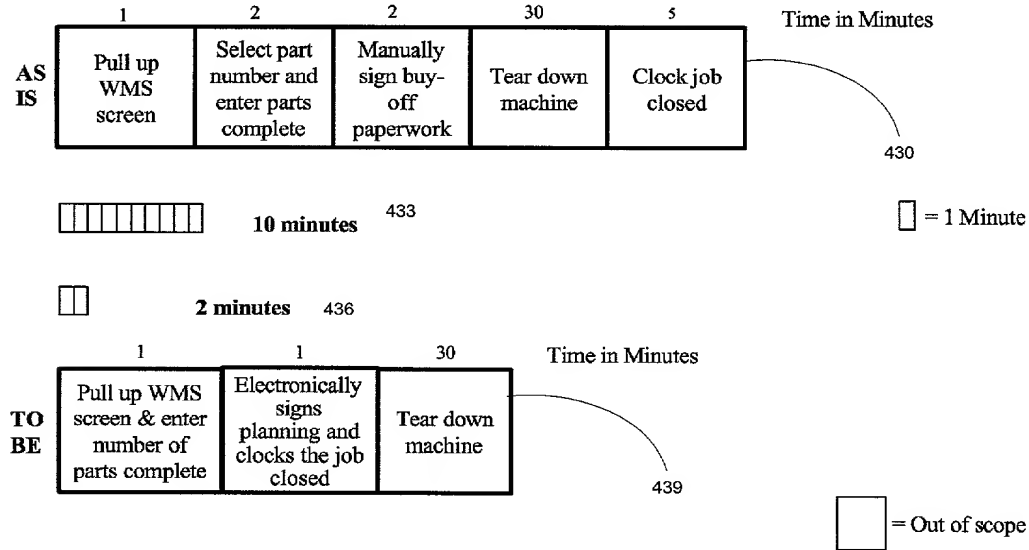 1 2 2 30 5 Time in Minutes
AS
IS
Pull up
WMS
screen
Select part
number and
enter parts
complete
Manually
sign buy-
off
paperwork
Tear down
machine
Clock job
closed
430
10 minutes 433
= 1 Minute
2 minutes 436
1 1 30 Time in Minutes
TO
BE
Pull up WMS
screen & enter
number of
parts complete
Electronically
signs
planning and
clocks the job
closed
Tear down
machine
439
= Out of scope